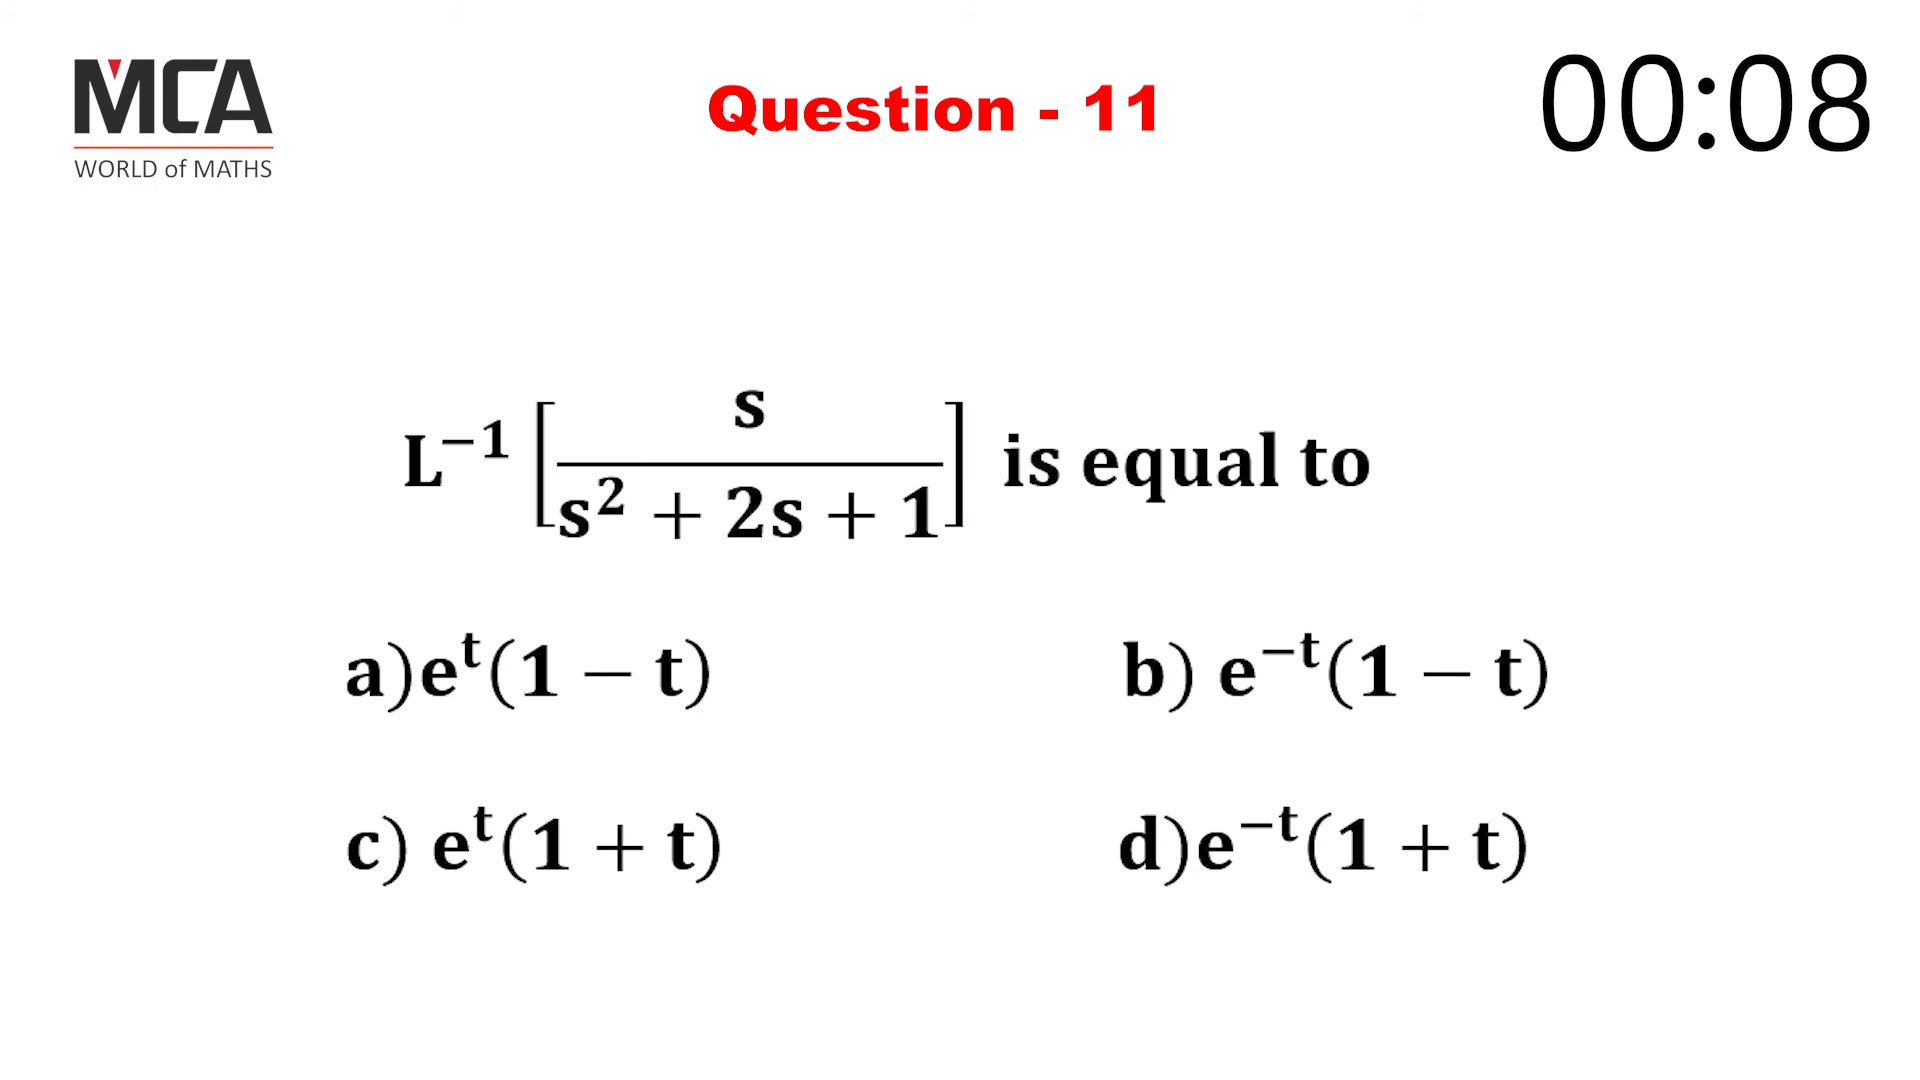 MCA
WORLD of MATHS
Question - 11
00:08
L⁻¹ [s / (s² + 2s + 1)] is equal to
a)eᵗ(1 − t)
b) e⁻ᵗ(1 − t)
c) eᵗ(1 + t)
d)e⁻ᵗ(1 + t)